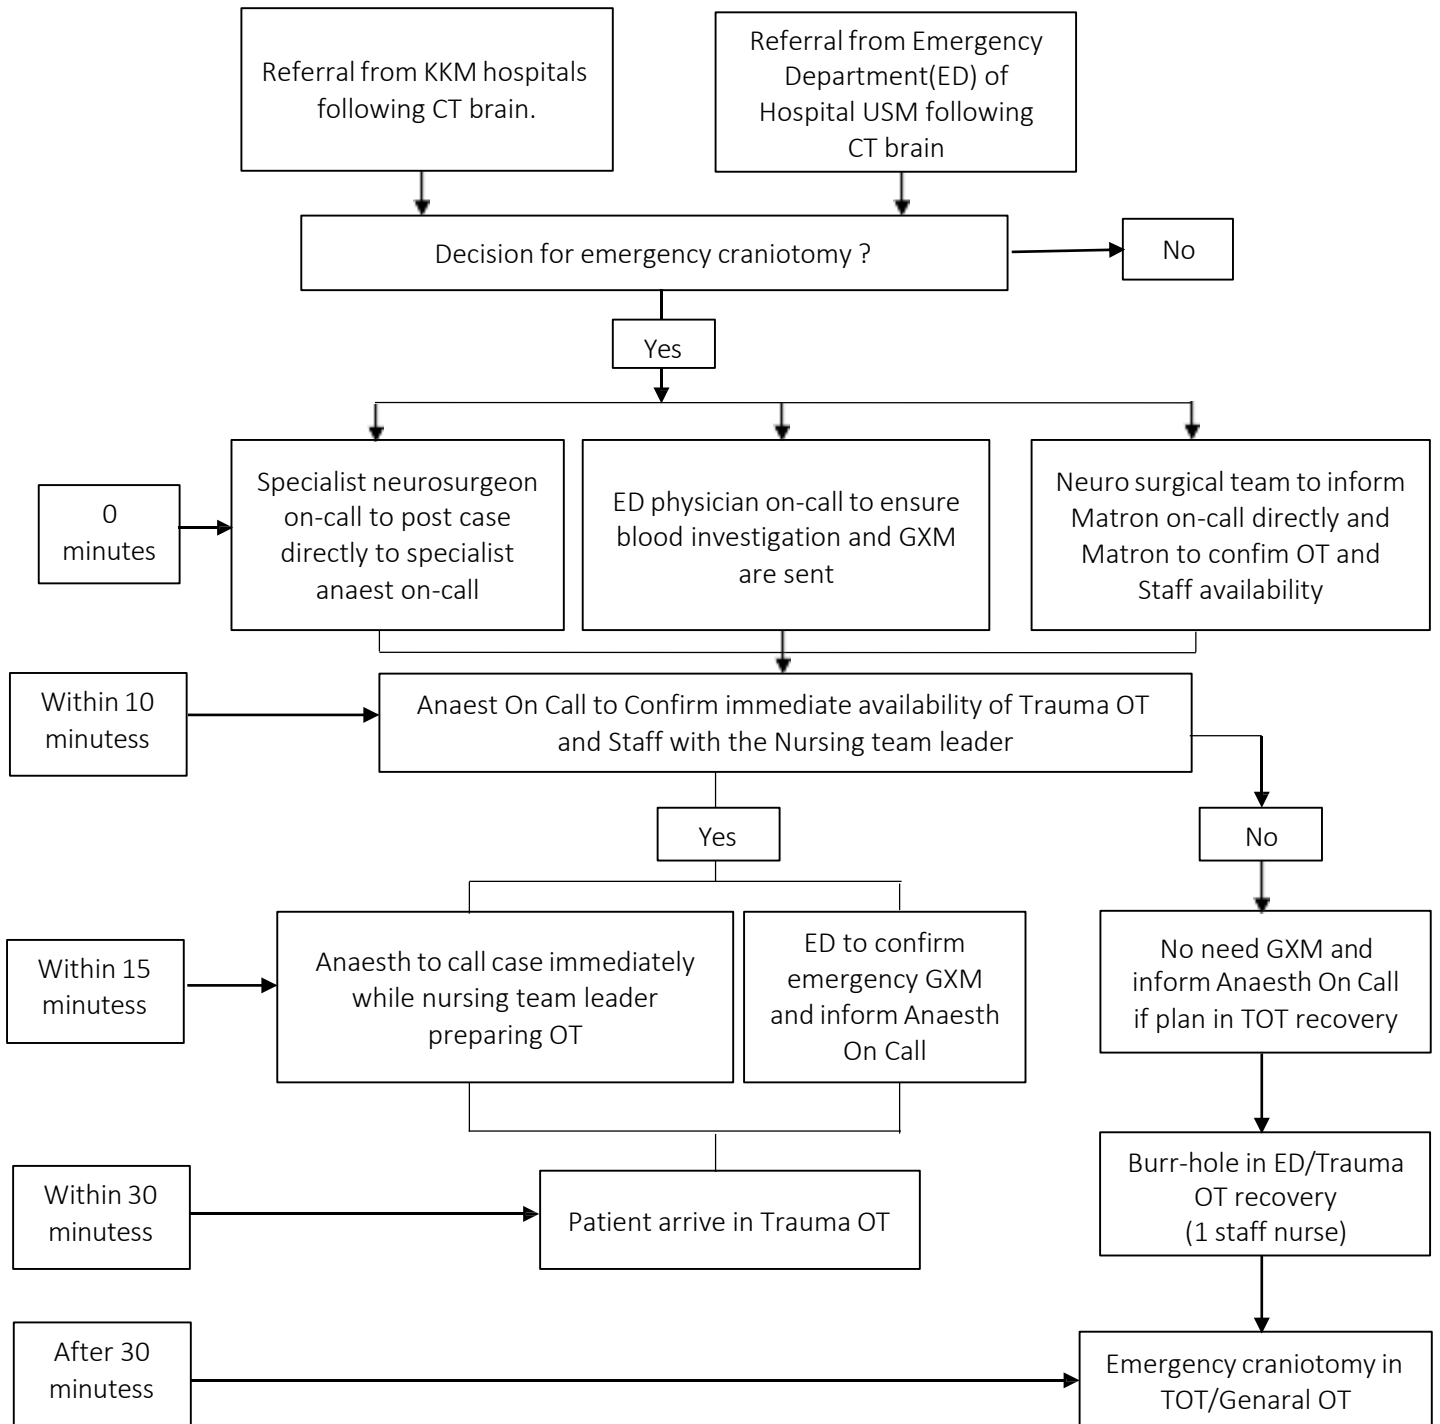 Referral from KKM hospitals
following CT brain.
Referral from Emergency
Department(ED) of
Hospital USM following
CT brain
Decision for emergency craniotomy ?
No
Yes
0
minutes
Specialist neurosurgeon
on-call to post case
directly to specialist
anaest on-call
ED physician on-call to ensure
blood investigation and GXM
are sent
Neuro surgical team to inform
Matron on-call directly and
Matron to confim OT and
Staff availability
Within 10
minutess
Anaest On Call to Confirm immediate availability of Trauma OT
and Staff with the Nursing team leader
Yes
No
Within 15
minutess
Anaesth to call case immediately
while nursing team leader
preparing OT
ED to confirm
emergency GXM
and inform Anaesth
On Call
No need GXM and
inform Anaesth On Call
if plan in TOT recovery
Within 30
minutess
Patient arrive in Trauma OT
Burr-hole in ED/Trauma
OT recovery
(1 staff nurse)
After 30
minutess
Emergency craniotomy in
TOT/Genaral OT